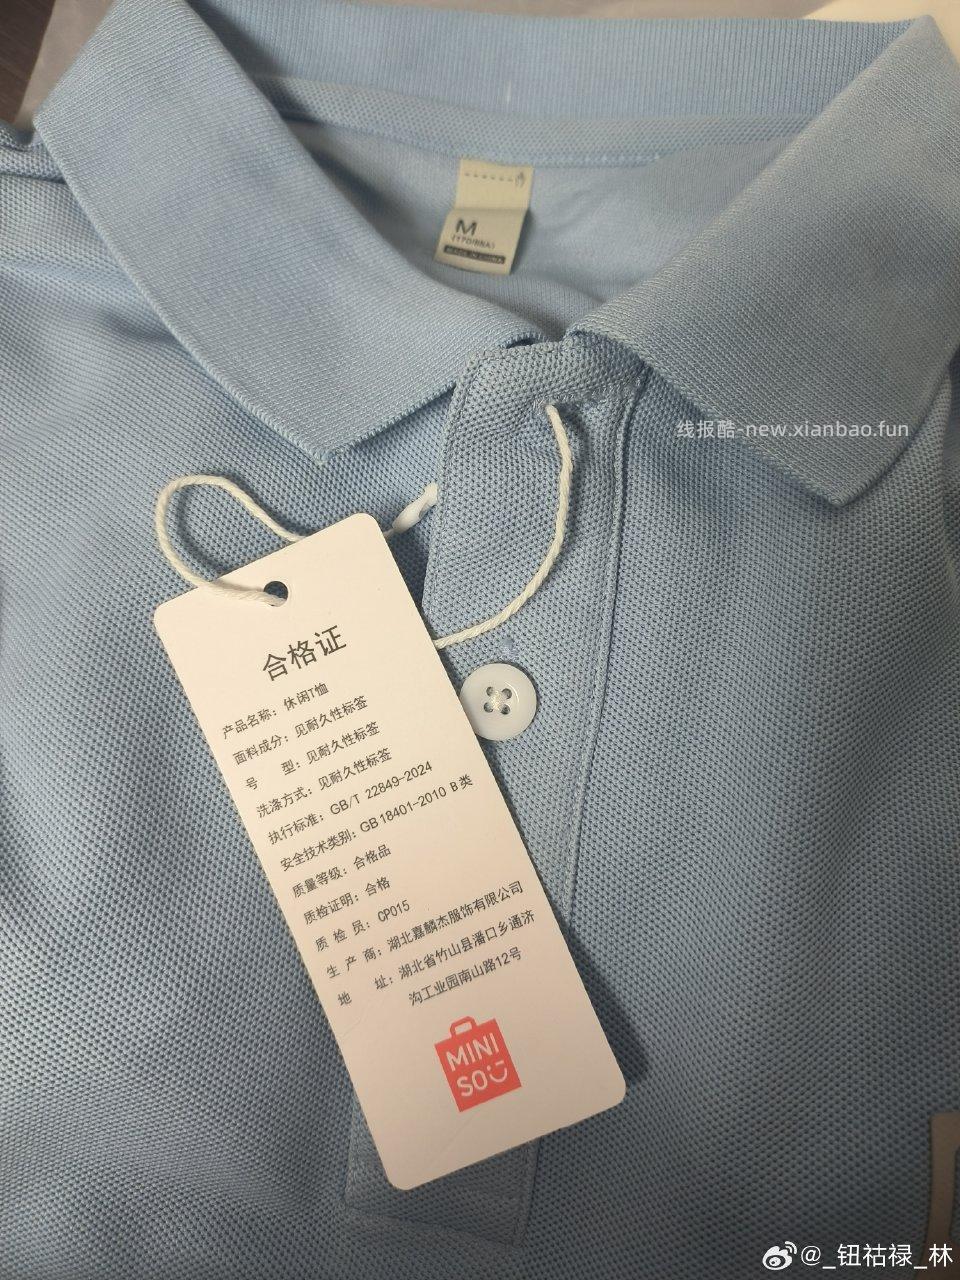 M
(170/88A)
MADE IN CHINA
线报酷-new.xianbao.fun
合格证
产品名称：休闲T恤
面料成分：见耐久性标签
号 型：见耐久性标签
洗涤方式：见耐久性标签
执行标准：GB/T 22849-2024
安全技术类别：GB 18401-2010 B类
质量等级：合格品
质检证明：合格
质 检 员：CP015
生 产 商：湖北嘉麟杰服饰有限公司
地 址：湖北省竹山县潘口乡通济
沟工业园南山路12号
MINI
SO
@_钮祜禄_林